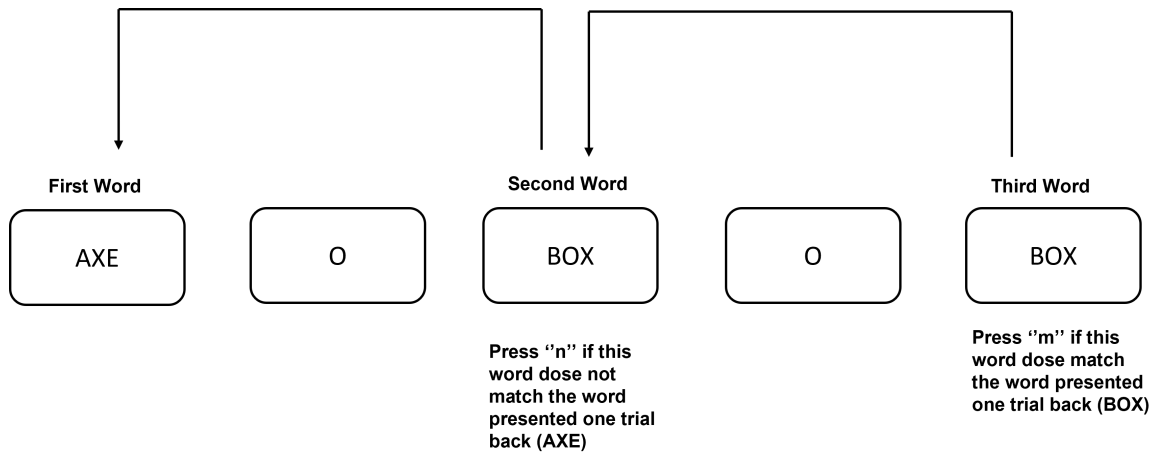 First Word
Second Word
Third Word
AXE
O
BOX
O
BOX
Press ‘’n’’ if this
word dose not
match the word
presented one trial
back (AXE)
Press ‘’m’’ if this
word dose match
the word presented
one trial back (BOX)